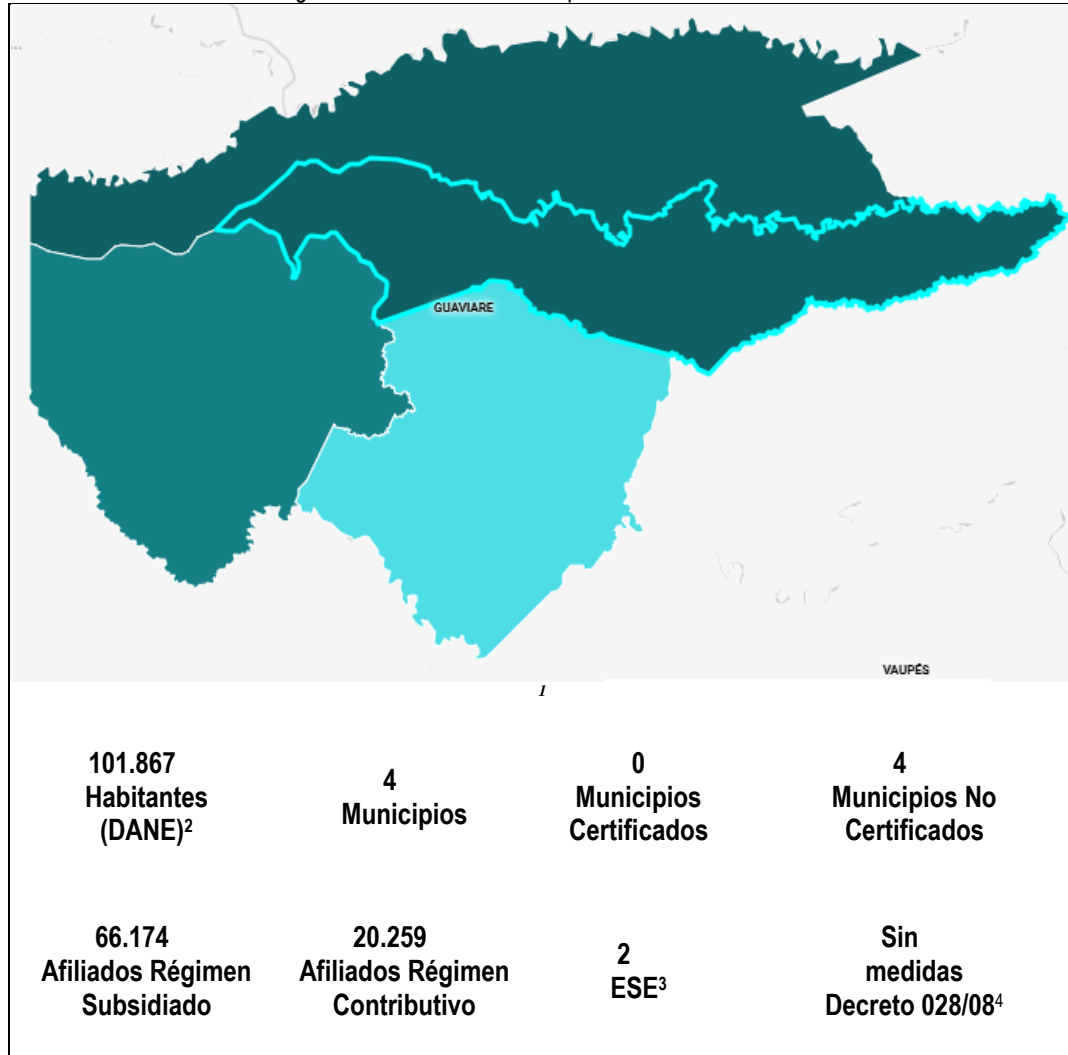 GUAVIARE
VAUPÉS
1
101.867
Habitantes
(DANE)²
4
Municipios
0
Municipios
Certificados
4
Municipios No
Certificados
66.174
Afiliados Régimen
Subsidiado
20.259
Afiliados Régimen
Contributivo
2
ESE³
Sin
medidas
Decreto 028/08⁴